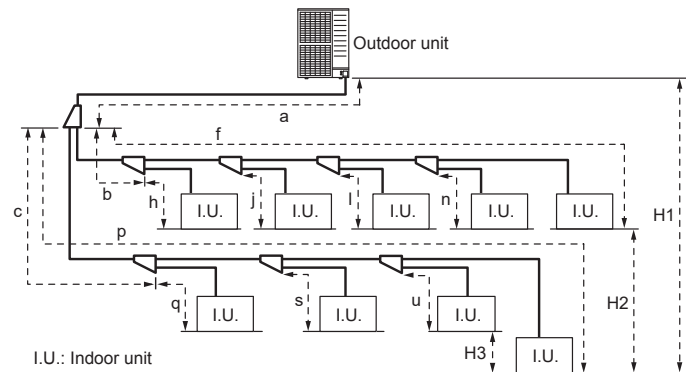 Outdoor unit
a
f
b
h
j
l
n
c
I.U.
I.U.
I.U.
I.U.
I.U.
H1
p
q
s
u
H2
I.U.
I.U.
I.U.
H3
I.U.
I.U.: Indoor unit